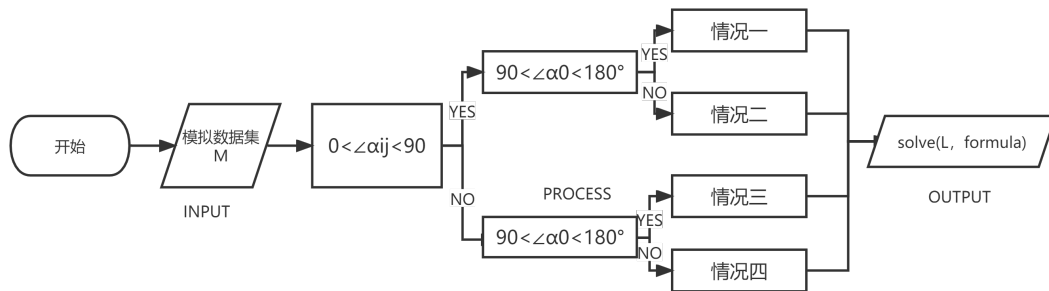 开始
模拟数据集
M
INPUT
0<∠αij<90
YES
NO
90<∠α0<180°
YES
NO
情况一
情况二
PROCESS
90<∠α0<180°
YES
NO
情况三
情况四
solve(L，formula)
OUTPUT